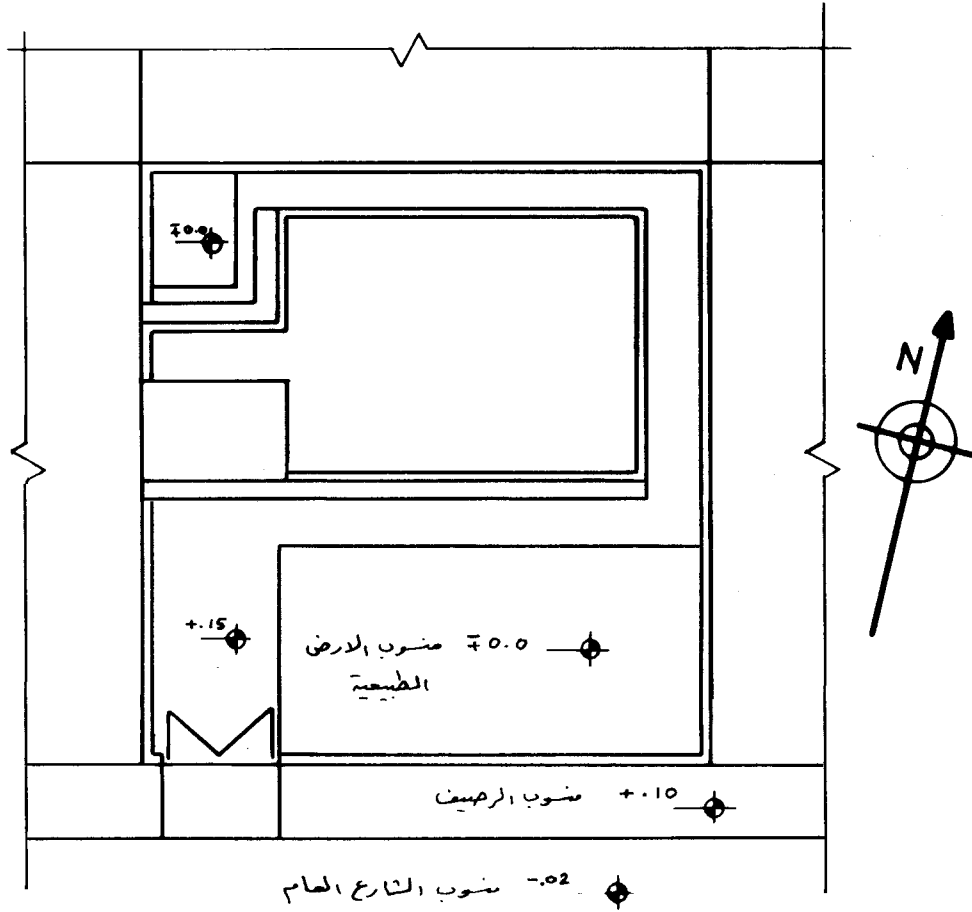 ∓0.0
N
+.15
∓0.0 منسوب الارض
الطبيعية
+.10 منسوب الرصيف
-.02 منسوب الشارع العام